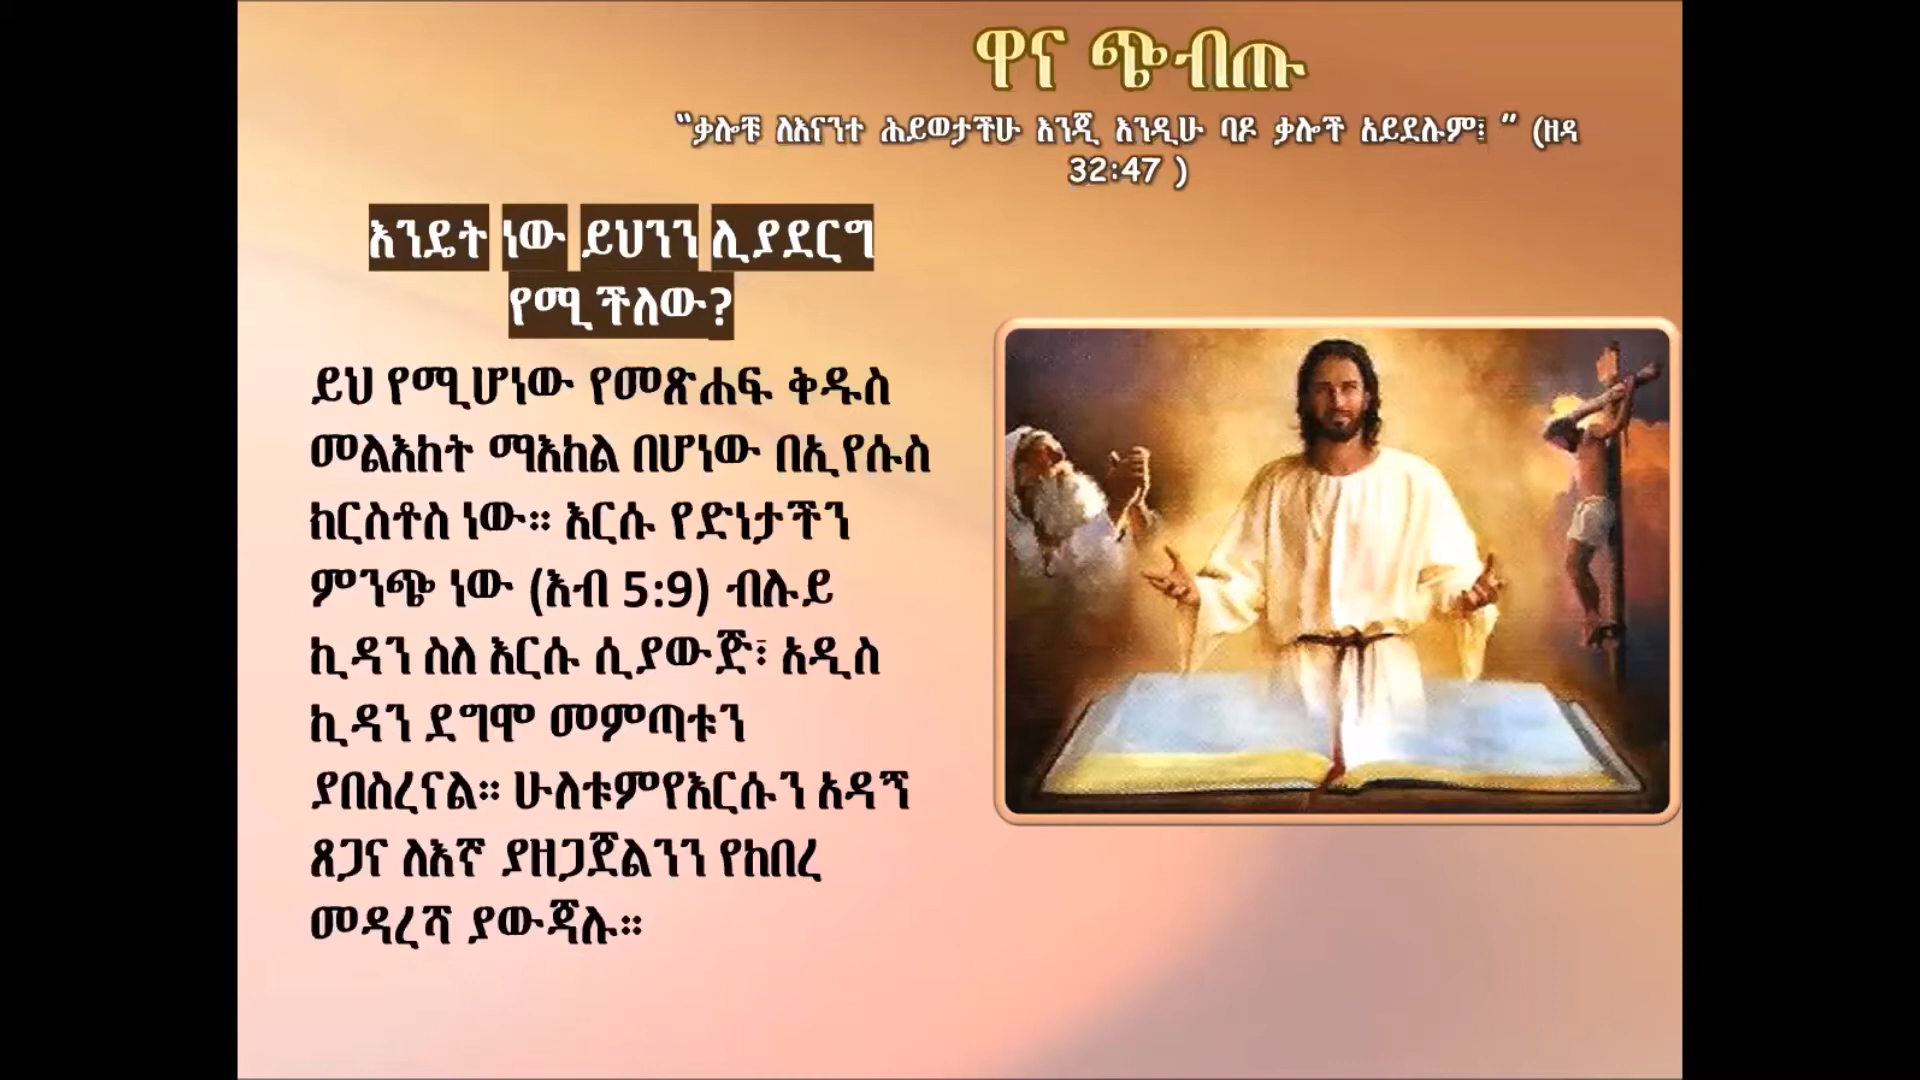 ዋና ጭብጡ
“ቃሎቹ ለእናንተ ሕይወታችሁ እንጂ እንዲሁ ባዶ ቃሎች አይደሉም፤ ” (ዘዳ
32:47 )
እንዴት ነው ይህንን ሊያደርግ
የሚችለው?
ይህ የሚሆነው የመጽሐፍ ቅዱስ
መልእከት ማእከል በሆነው በኢየሱስ
ክርስቶስ ነው። እርሱ የድነታችን
ምንጭ ነው (እብ 5:9) ብሉይ
ኪዳን ስለ እርሱ ሲያውጅ፣ አዲስ
ኪዳን ደግሞ መምጣቱን
ያበስረናል። ሁለቱምየእርሱን አዳኝ
ጸጋና ለእኛ ያዘጋጀልንን የከበረ
መዳረሻ ያውጃሉ።